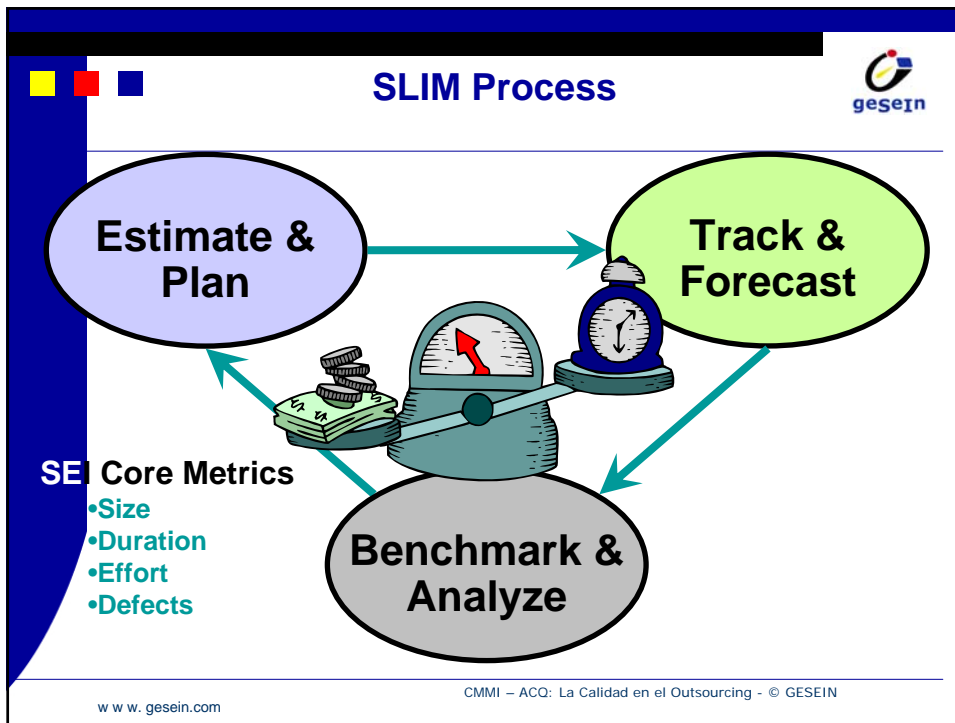 SLIM Process
geseIn
Estimate &
Plan
Track &
Forecast
$
$
$
SEI Core Metrics
•Size
•Duration
•Effort
•Defects
Benchmark &
Analyze
CMMI – ACQ: La Calidad en el Outsourcing - © GESEIN
w w w. gesein.com